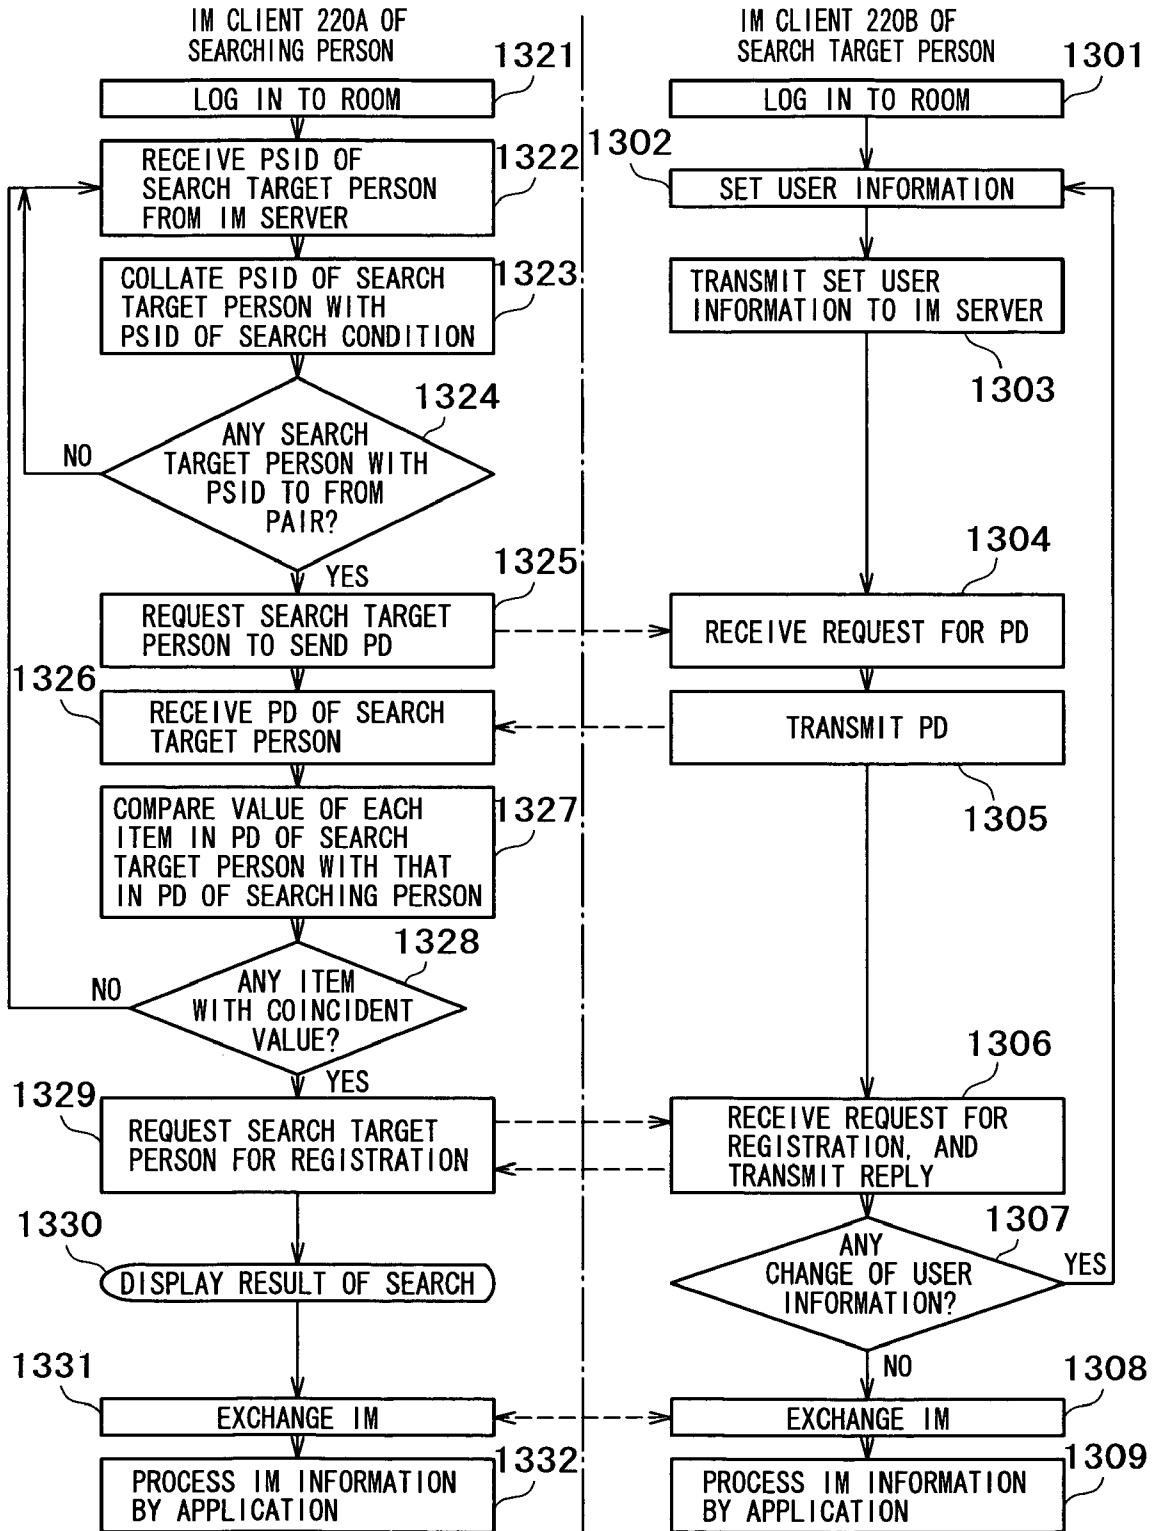 IM CLIENT 220A OF
SEARCHING PERSON
1321
LOG IN TO ROOM
RECEIVE PSID OF
SEARCH TARGET PERSON
FROM IM SERVER
1322
COLLATE PSID OF SEARCH
TARGET PERSON WITH
PSID OF SEARCH CONDITION
1323
1324
ANY SEARCH
TARGET PERSON WITH
PSID TO FROM
PAIR?
NO
YES
1325
REQUEST SEARCH TARGET
PERSON TO SEND PD
1326
RECEIVE PD OF SEARCH
TARGET PERSON
COMPARE VALUE OF EACH
ITEM IN PD OF SEARCH
TARGET PERSON WITH THAT
IN PD OF SEARCHING PERSON
1327
1328
ANY ITEM
WITH COINCIDENT
VALUE?
NO
YES
1329
REQUEST SEARCH TARGET
PERSON FOR REGISTRATION
1330
DISPLAY RESULT OF SEARCH
1331
EXCHANGE IM
1332
PROCESS IM INFORMATION
BY APPLICATION
IM CLIENT 220B OF
SEARCH TARGET PERSON
1301
LOG IN TO ROOM
1302
SET USER INFORMATION
TRANSMIT SET USER
INFORMATION TO IM SERVER
1303
1304
RECEIVE REQUEST FOR PD
TRANSMIT PD
1305
1306
RECEIVE REQUEST FOR
REGISTRATION, AND
TRANSMIT REPLY
1307
ANY
CHANGE OF USER
INFORMATION?
YES
NO
1308
EXCHANGE IM
1309
PROCESS IM INFORMATION
BY APPLICATION